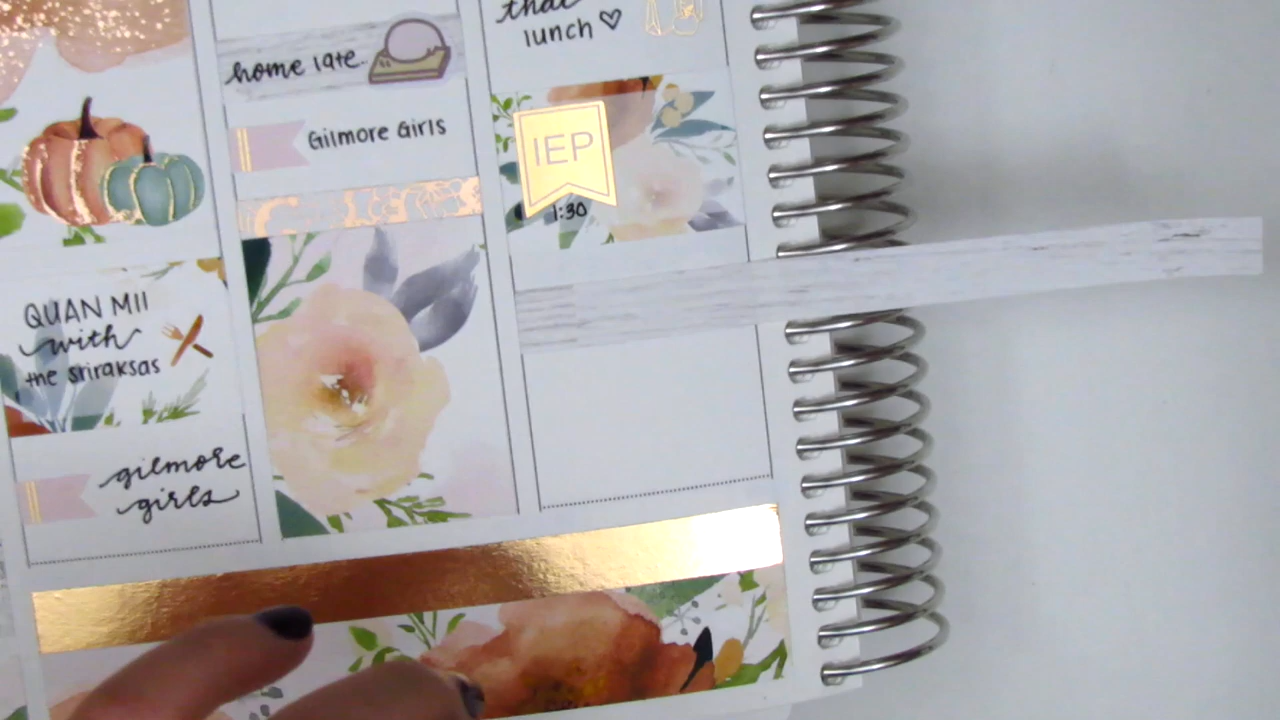 QUAN MII
with
the sriraksas
gilmore
girls
home late
Gilmore Girls
that
lunch ♡
IEP
1:30